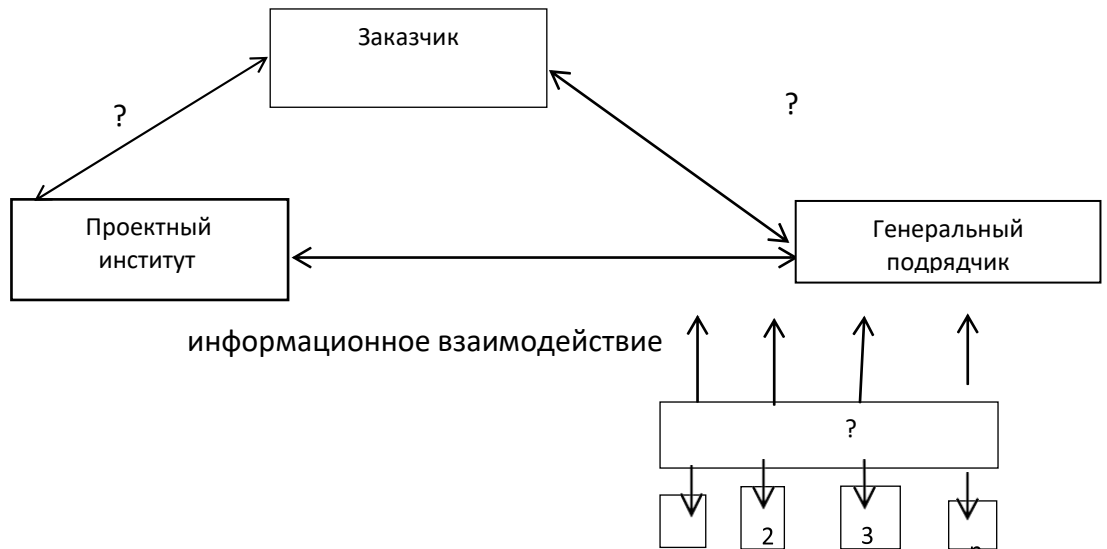 Заказчик
?
?
Проектный
институт
Генеральный
подрядчик
информационное взаимодействие
?
2
3